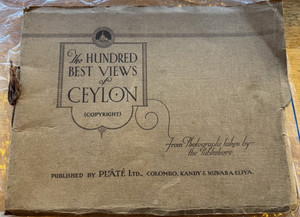 The HUNDRED
BEST VIEWS
of
CEYLON
(COPYRIGHT)
From Photographs taken by
the Publishers.
PUBLISHED BY PLÂTÉ LTD., COLOMBO, KANDY & NUWARA ELIYA.